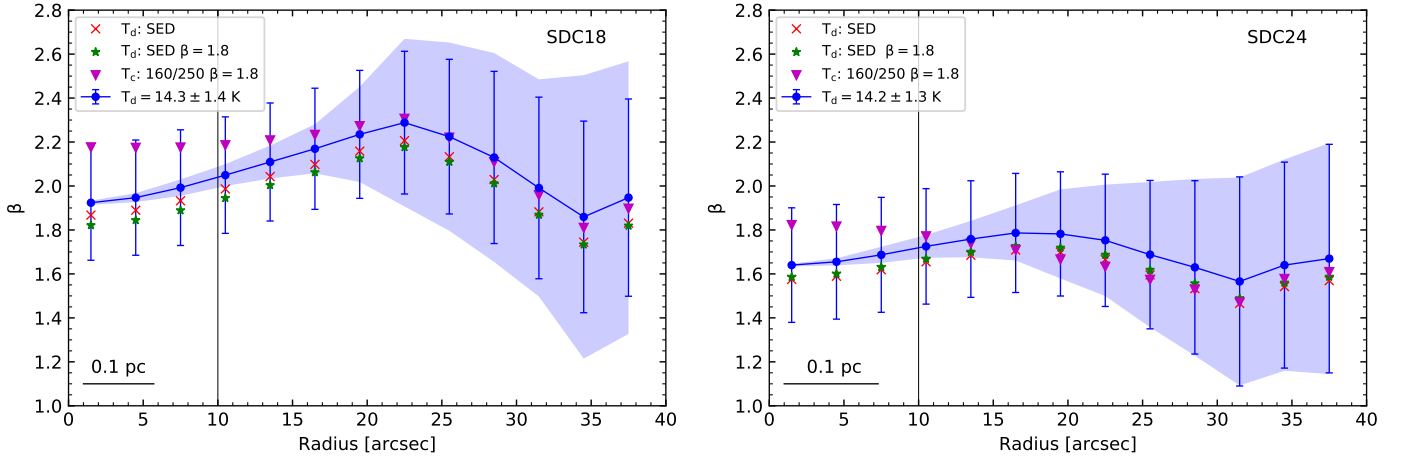 2.8
2.6
2.4
2.2
2.0
1.8
1.6
1.4
1.2
1.0
β
T_d: SED
T_d: SED β = 1.8
T_c: 160/250 β = 1.8
T_d = 14.3 ± 1.4 K
SDC18
0.1 pc
0 5 10 15 20 25 30 35 40
Radius [arcsec]
2.8
2.6
2.4
2.2
2.0
1.8
1.6
1.4
1.2
1.0
β
T_d: SED
T_d: SED β = 1.8
T_c: 160/250 β = 1.8
T_d = 14.2 ± 1.3 K
SDC24
0.1 pc
0 5 10 15 20 25 30 35 40
Radius [arcsec]